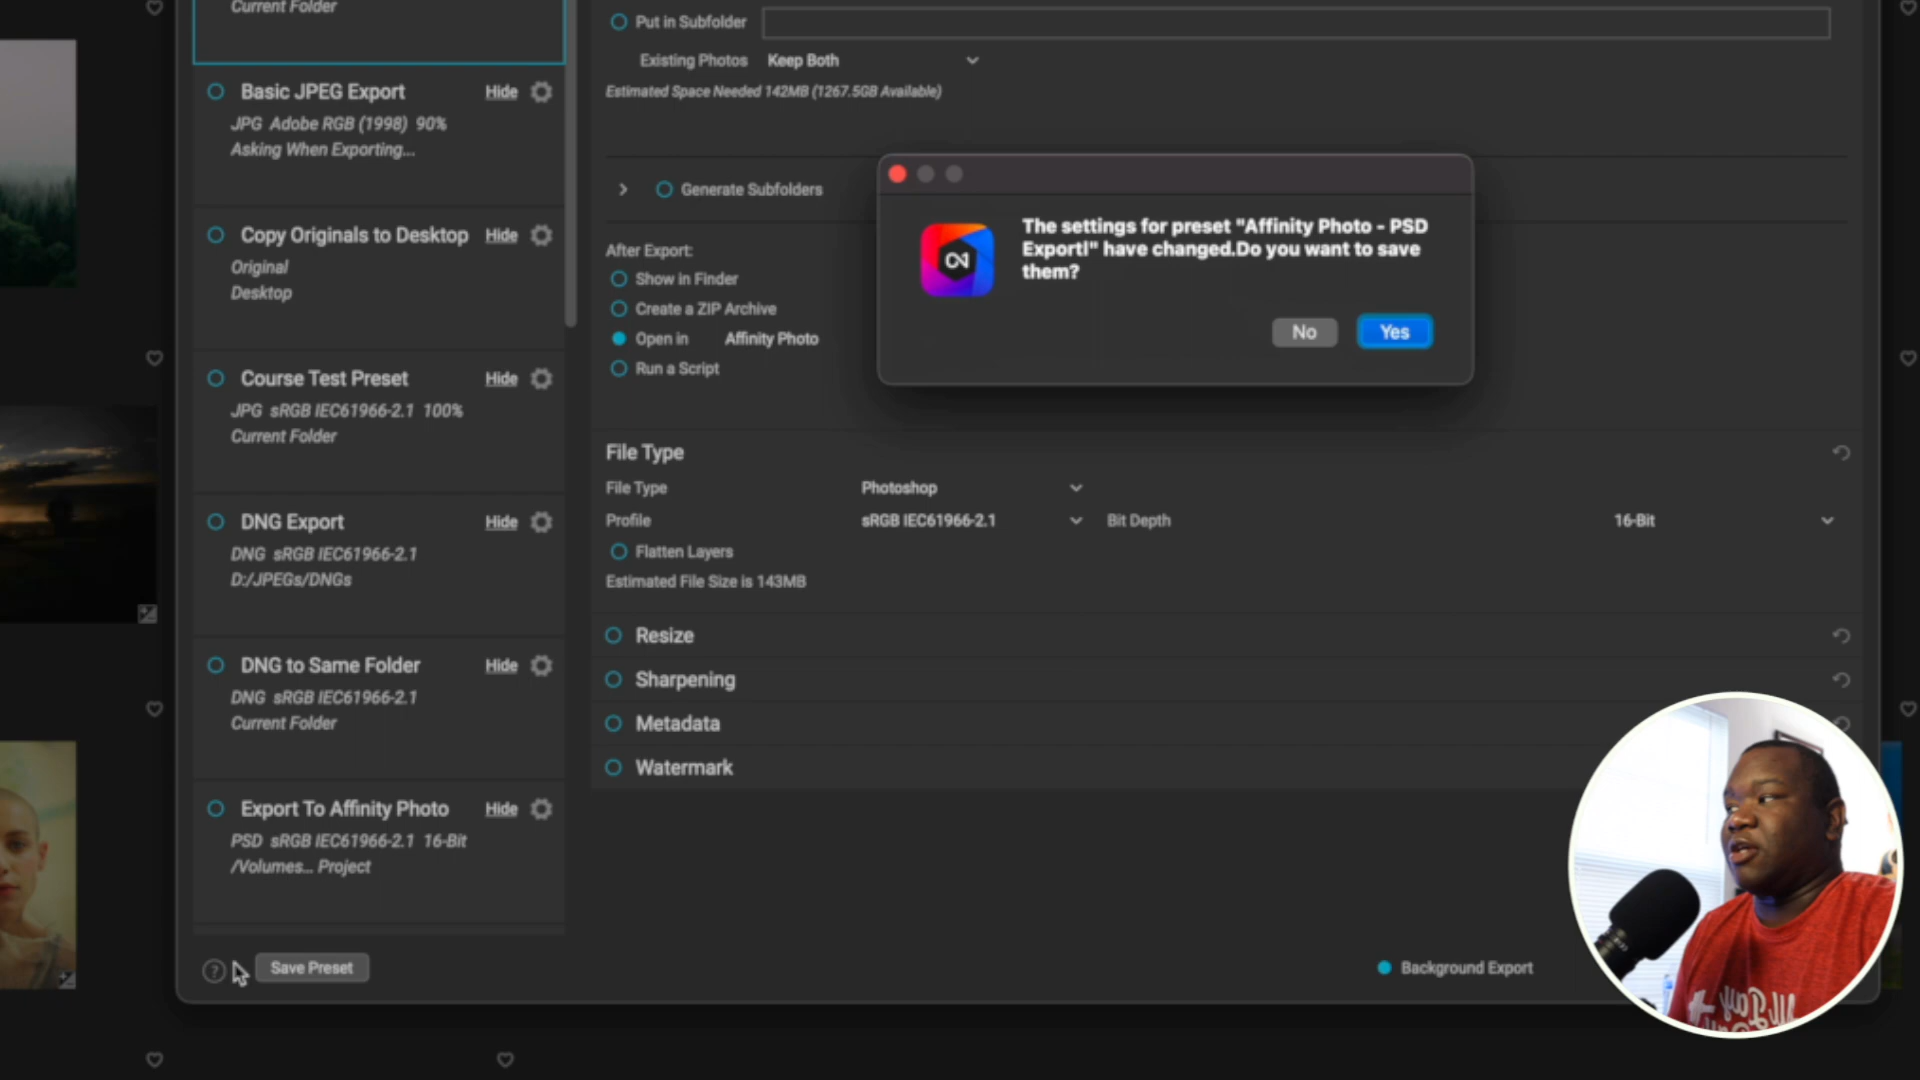 Current Folder
Basic JPEG Export Hide
JPG Adobe RGB (1998) 90%
Asking When Exporting...
Copy Originals to Desktop Hide
Original
Desktop
Course Test Preset Hide
JPG sRGB IEC61966-2.1 100%
Current Folder
DNG Export Hide
DNG sRGB IEC61966-2.1
D:/JPEGs/DNGs
DNG to Same Folder Hide
DNG sRGB IEC61966-2.1
Current Folder
Export To Affinity Photo Hide
PSD sRGB IEC61966-2.1 16-Bit
/Volumes... Project
? Save Preset
Put in Subfolder
Existing Photos Keep Both
Estimated Space Needed 142MB (1267.5GB Available)
Generate Subfolders
After Export:
Show in Finder
Create a ZIP Archive
Open in Affinity Photo
Run a Script
The settings for preset "Affinity Photo - PSD
Export!" have changed.Do you want to save
them?
No Yes
File Type
File Type Photoshop
Profile sRGB IEC61966-2.1 Bit Depth 16-Bit
Flatten Layers
Estimated File Size is 143MB
Resize
Sharpening
Metadata
Watermark
Background Export